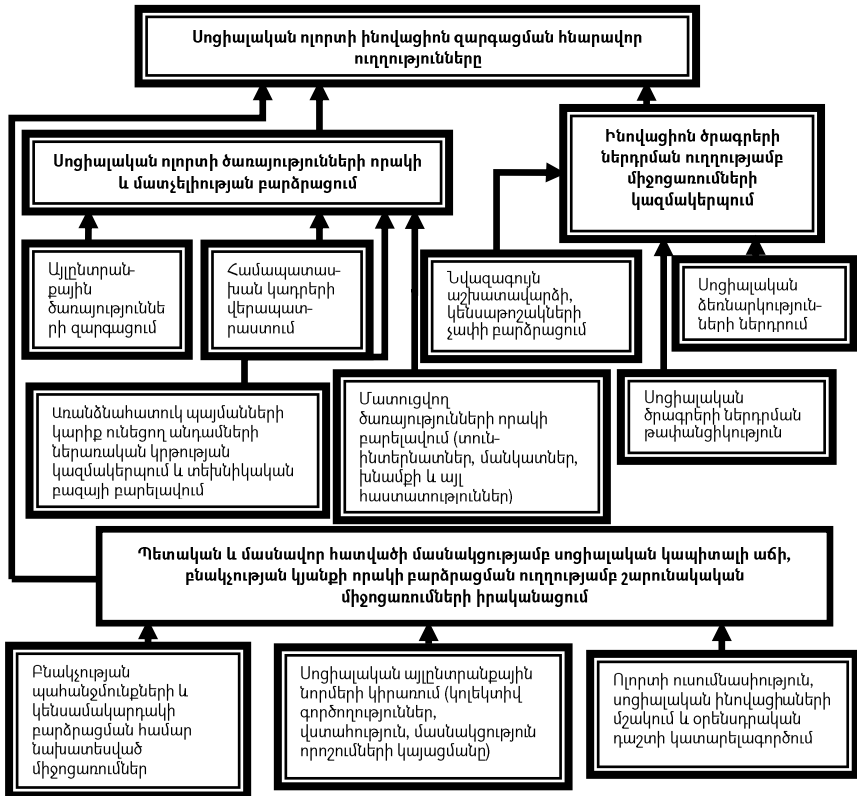 Սոցիալական ոլորտի ինովացիոն զարգացման հնարավոր
ուղղությունները
Սոցիալական ոլորտի ծառայությունների որակի
և մատչելիության բարձրացում
Ինովացիոն ծրագրերի
ներդրման ուղղությամբ
միջոցառումների
կազմակերպում
Այլընտրան-
քային
ծառայություննե
րի զարգացում
Համապատաս-
խան կադրերի
վերապատ-
րաստում
Նվազագույն
աշխատավարձի,
կենսաթոշակների
չափի բարձրացում
Սոցիալական
ձեռնարկություն-
ների ներդրում
Առանձնահատուկ պայմանների
կարիք ունեցող անդամների
ներառական կրթության
կազմակերպում և տեխնիկական
բազայի բարելավում
Մատուցվող
ծառայությունների որակի
բարելավում (տուն-
ինտերնատներ, մանկատներ,
խնամքի և այլ
հաստատություններ)
Սոցիալական
ծրագրերի ներդրման
թափանցիկություն
Պետական և մասնավոր հատվածի մասնակցությամբ սոցիալական կապիտալի աճի,
բնակչության կյանքի որակի բարձրացման ուղղությամբ շարունակական
միջոցառումների իրականացում
Բնակչության
պահանջմունքների և
կենսամակարդակի
բարձրացման համար
նախատեսված
միջոցառումներ
Սոցիալական այլընտրանքային
նորմերի կիրառում (կոլեկտիվ
գործողություններ,
վստահություն, մասնակցություն
որոշումների կայացմանը)
Ոլորտի ուսումնասիություն,
սոցիալական ինովացիաների
մշակում և օրենսդրական
դաշտի կատարելագործում